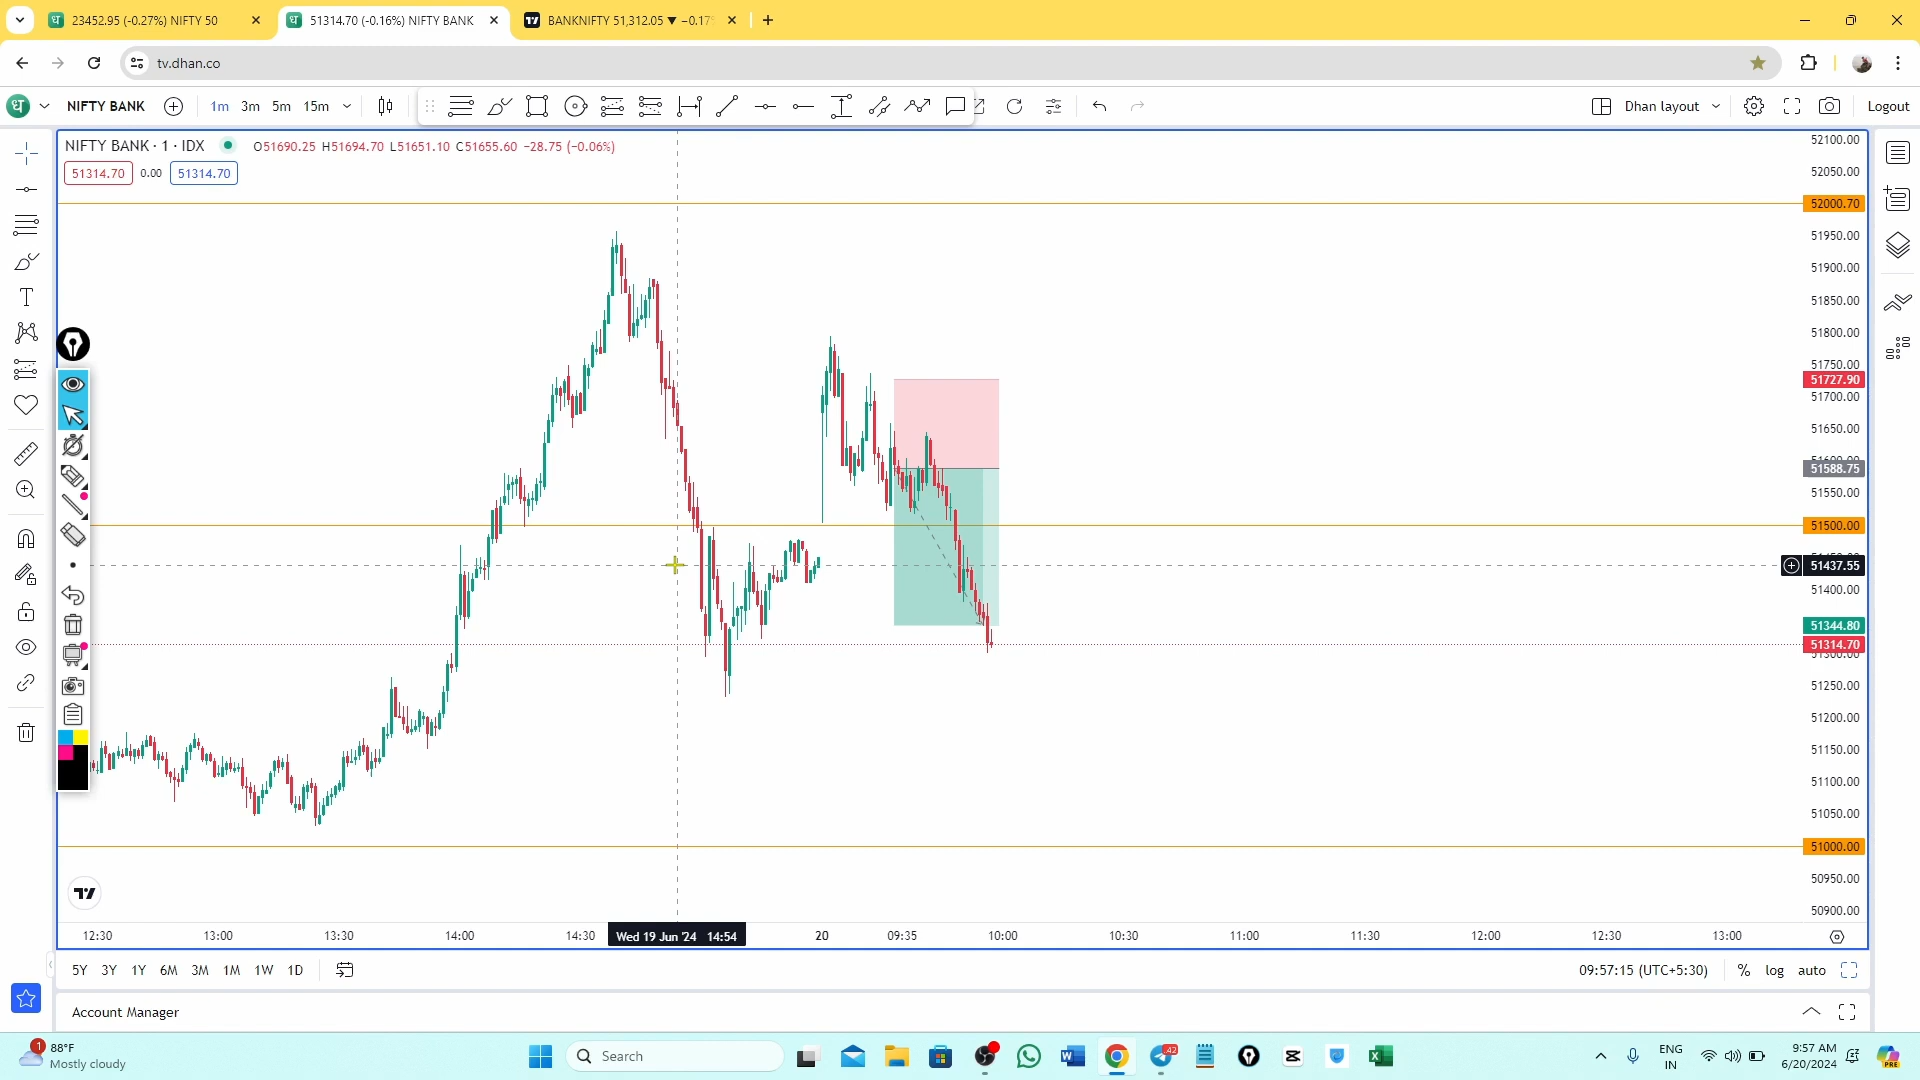 23452.95 (-0.27%) NIFTY 50
51314.70 (-0.16%) NIFTY BANK
BANKNIFTY 51,312.05 ▼ −0.17%
tv.dhan.co
NIFTY BANK
1m 3m 5m 15m
Dhan layout
Logout
NIFTY BANK · 1 · IDX
O51690.25 H51694.70 L51651.10 C51655.60 −28.75 (−0.06%)
51314.70 0.00 51314.70
52100.00
52050.00
52000.70
51950.00
51900.00
51850.00
51800.00
51750.00
51727.90
51700.00
51650.00
51588.75
51550.00
51500.00
51437.55
51400.00
51344.80
51314.70
51300.00
51250.00
51200.00
51150.00
51100.00
51050.00
51000.00
50950.00
50900.00
12:30 13:00 13:30 14:00 14:30 Wed 19 Jun '24 14:54 20 09:35 10:00 10:30 11:00 11:30 12:00 12:30 13:00
5Y 3Y 1Y 6M 3M 1M 1W 1D
09:57:15 (UTC+5:30) % log auto
Account Manager
1
88°F
Mostly cloudy
Search
42
ENG
IN
9:57 AM
6/20/2024
PRE